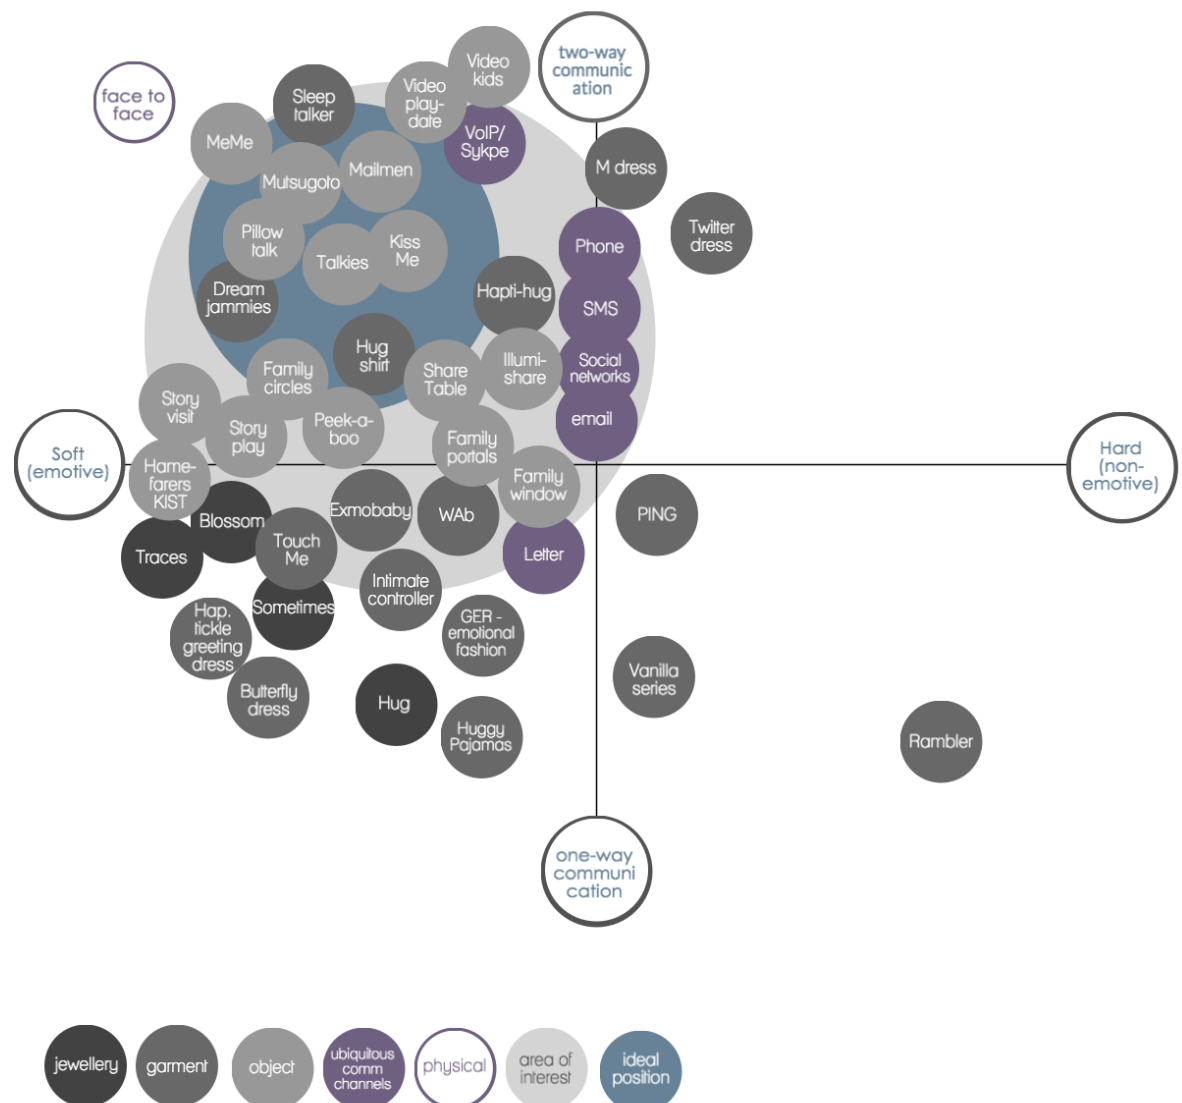 two-way
communic
ation
face to
face
Video
kids
Video
play-
date
Sleep
talker
MeMe
VoIP/
Sykpe
Mailmen
Mutsugoto
M dress
Pillow
talk
Talkies
Kiss
Me
Phone
Twitter
dress
Dream
jammies
Hapti-hug
SMS
Hug
shirt
Family
circles
Share
Table
Illumi-
share
Social
networks
Story
visit
Story
play
Peek-a-
boo
email
Family
portals
Soft
(emotive)
Hard
(non-
emotive)
Hame-
farers
KIST
Family
window
Blossom
Exmobaby
WAb
PING
Traces
Touch
Me
Letter
Intimate
controller
Sometimes
Hap.
tickle
greeting
dress
GER -
emotional
fashion
Butterfly
dress
Hug
Vanilla
series
Huggy
Pajamas
Rambler
one-way
communi
cation
jewellery
garment
object
ubiquitous
comm
channels
physical
area of
interest
ideal
position